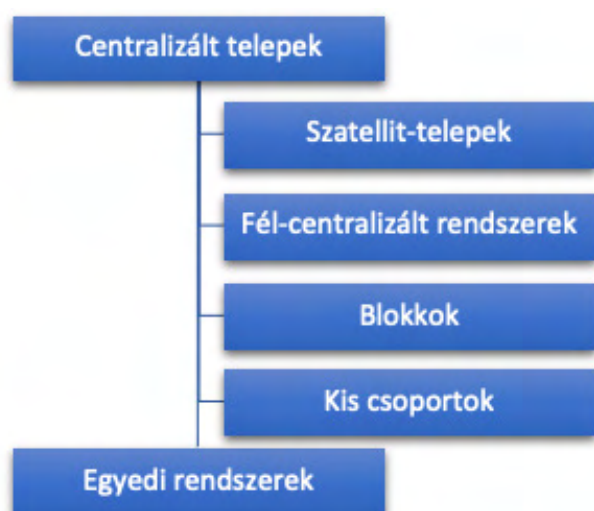 Centralizált telepek
Szatellit-telepek
Fél-centralizált rendszerek
Blokkok
Kis csoportok
Egyedi rendszerek